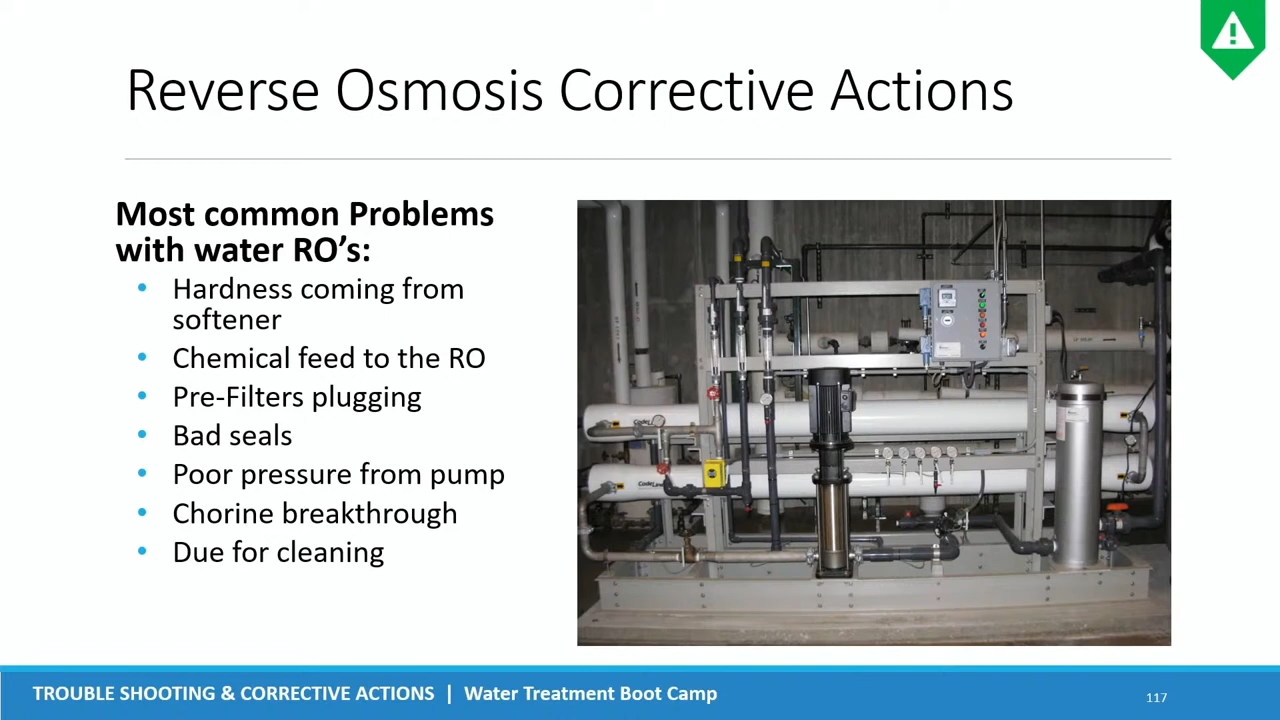 Reverse Osmosis Corrective Actions
Most common Problems
with water RO's:
• Hardness coming from
softener
• Chemical feed to the RO
• Pre-Filters plugging
• Bad seals
• Poor pressure from pump
• Chorine breakthrough
• Due for cleaning
CodeLine
CodeLine
TROUBLE SHOOTING & CORRECTIVE ACTIONS | Water Treatment Boot Camp
117